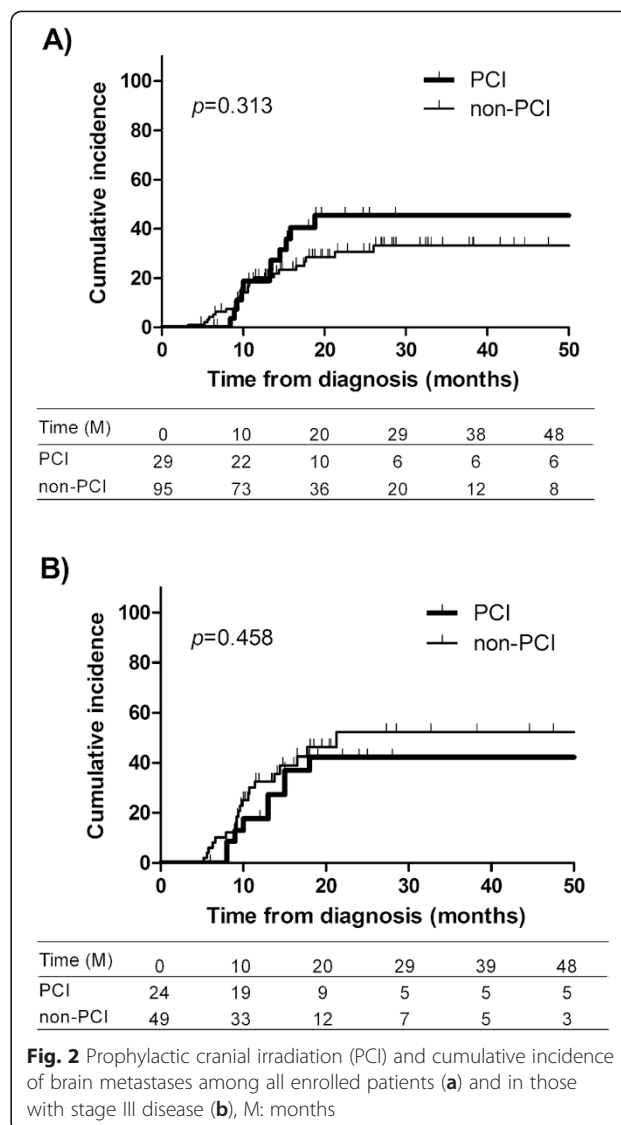 A)
100
80
60
40
20
0
Cumulative incidence
p=0.313
PCI
non-PCI
0 10 20 30 40 50
Time from diagnosis (months)
Time (M) 0 10 20 29 38 48
PCI 29 22 10 6 6 6
non-PCI 95 73 36 20 12 8
B)
100
80
60
40
20
0
Cumulative incidence
p=0.458
PCI
non-PCI
0 10 20 30 40 50
Time from diagnosis (months)
Time (M) 0 10 20 29 39 48
PCI 24 19 9 5 5 5
non-PCI 49 33 12 7 5 3
Fig. 2 Prophylactic cranial irradiation (PCI) and cumulative incidence
of brain metastases among all enrolled patients (a) and in those
with stage III disease (b), M: months